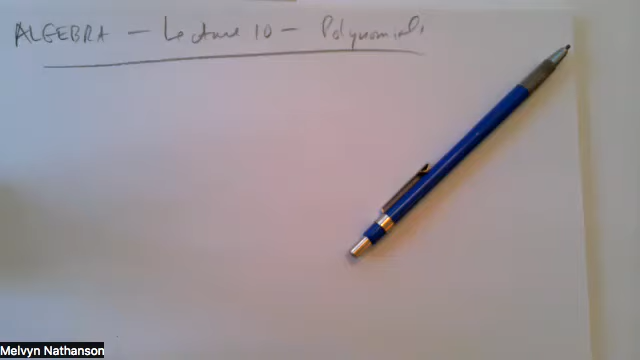 ALGEBRA — Lecture 10 — Polynomials
Melvyn Nathanson